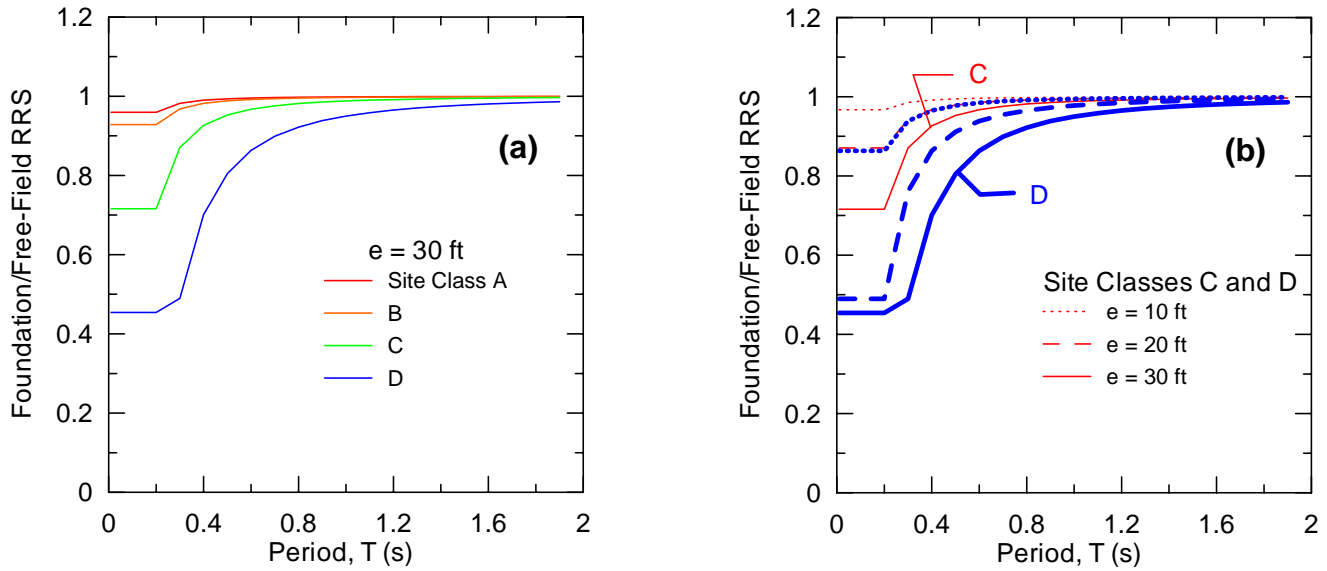 Foundation/Free-Field RRS
1.2
1
0.8
0.6
0.4
0.2
0
(a)
e = 30 ft
Site Class A
B
C
D
0 0.4 0.8 1.2 1.6 2
Period, T (s)
Foundation/Free-Field RRS
1.2
1
0.8
0.6
0.4
0.2
0
C
(b)
D
Site Classes C and D
e = 10 ft
e = 20 ft
e = 30 ft
0 0.4 0.8 1.2 1.6 2
Period, T (s)